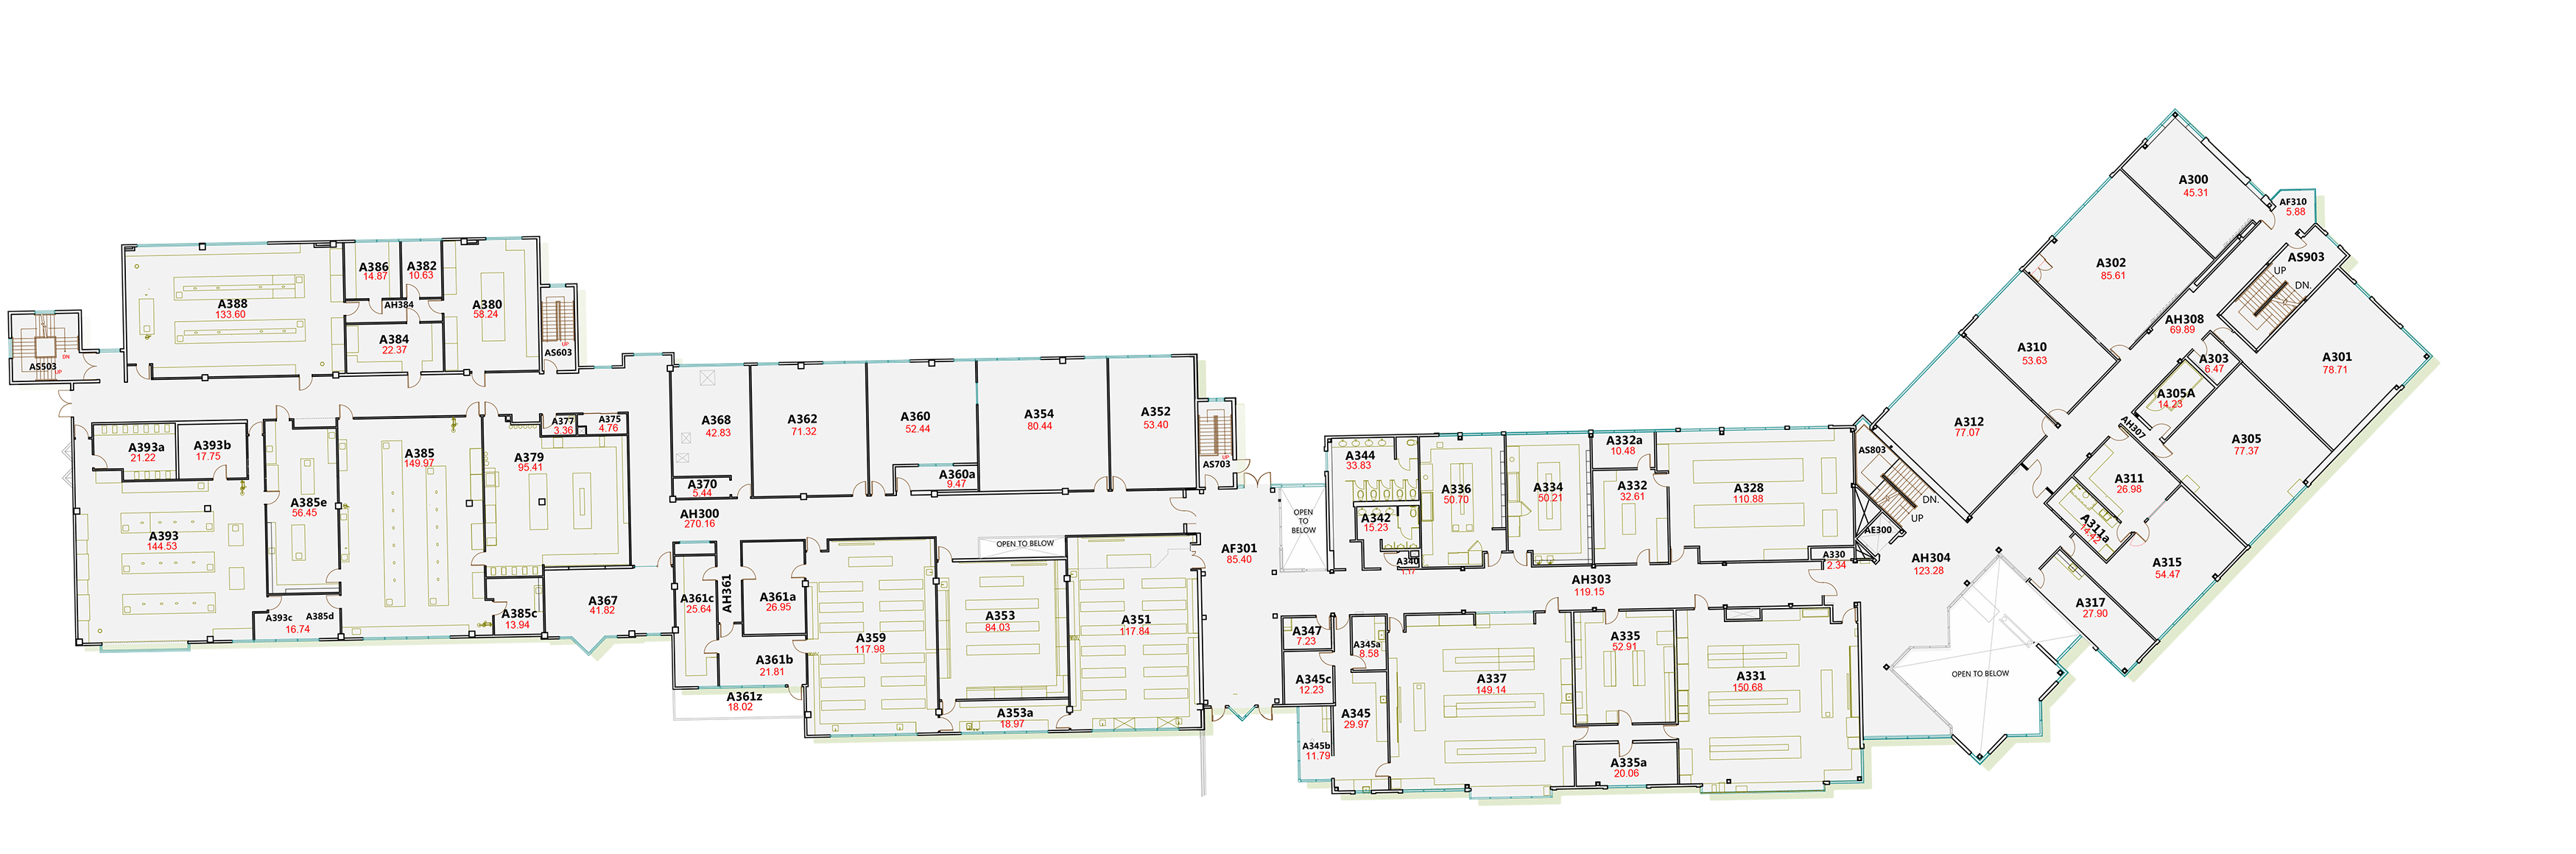 A300
45.31
AF310
5.88
A302
85.61
AS903
UP
DN.
AH308
69.89
A301
78.71
A310
53.63
A303
6.47
A305A
14.23
AH307
A312
77.07
A305
77.37
A311
26.98
A311a
14.42
A315
54.47
A317
27.90
AH304
123.28
OPEN TO BELOW
AS803
DN.
UP
AE300
A330
2.34
A386
14.87
A382
10.63
AH384
A388
133.60
A380
58.24
A384
22.37
AS603
UP
AS503
DN
UP
A393a
21.22
A393b
17.75
A385
149.97
A379
95.41
A377
3.36
A375
4.76
A393
144.53
A385e
56.45
A393c
A385d
16.74
A385c
13.94
A367
41.82
A368
42.83
A370
5.44
A362
71.32
A360
52.44
A360a
9.47
A354
80.44
A352
53.40
AS703
UP
AH300
270.16
OPEN TO BELOW
A361c
25.64
AH361
A361a
26.95
A361b
21.81
A361z
18.02
A359
117.98
A353
84.03
A353a
18.97
A351
117.84
AF301
85.40
OPEN
TO
BELOW
A344
33.83
A342
15.23
A340
1.17
A336
50.70
A334
50.21
A332a
10.48
A332
32.61
A328
110.88
AH303
119.15
A347
7.23
A345a
8.58
A345c
12.23
A345
29.97
A345b
11.79
A337
149.14
A335
52.91
A335a
20.06
A331
150.68